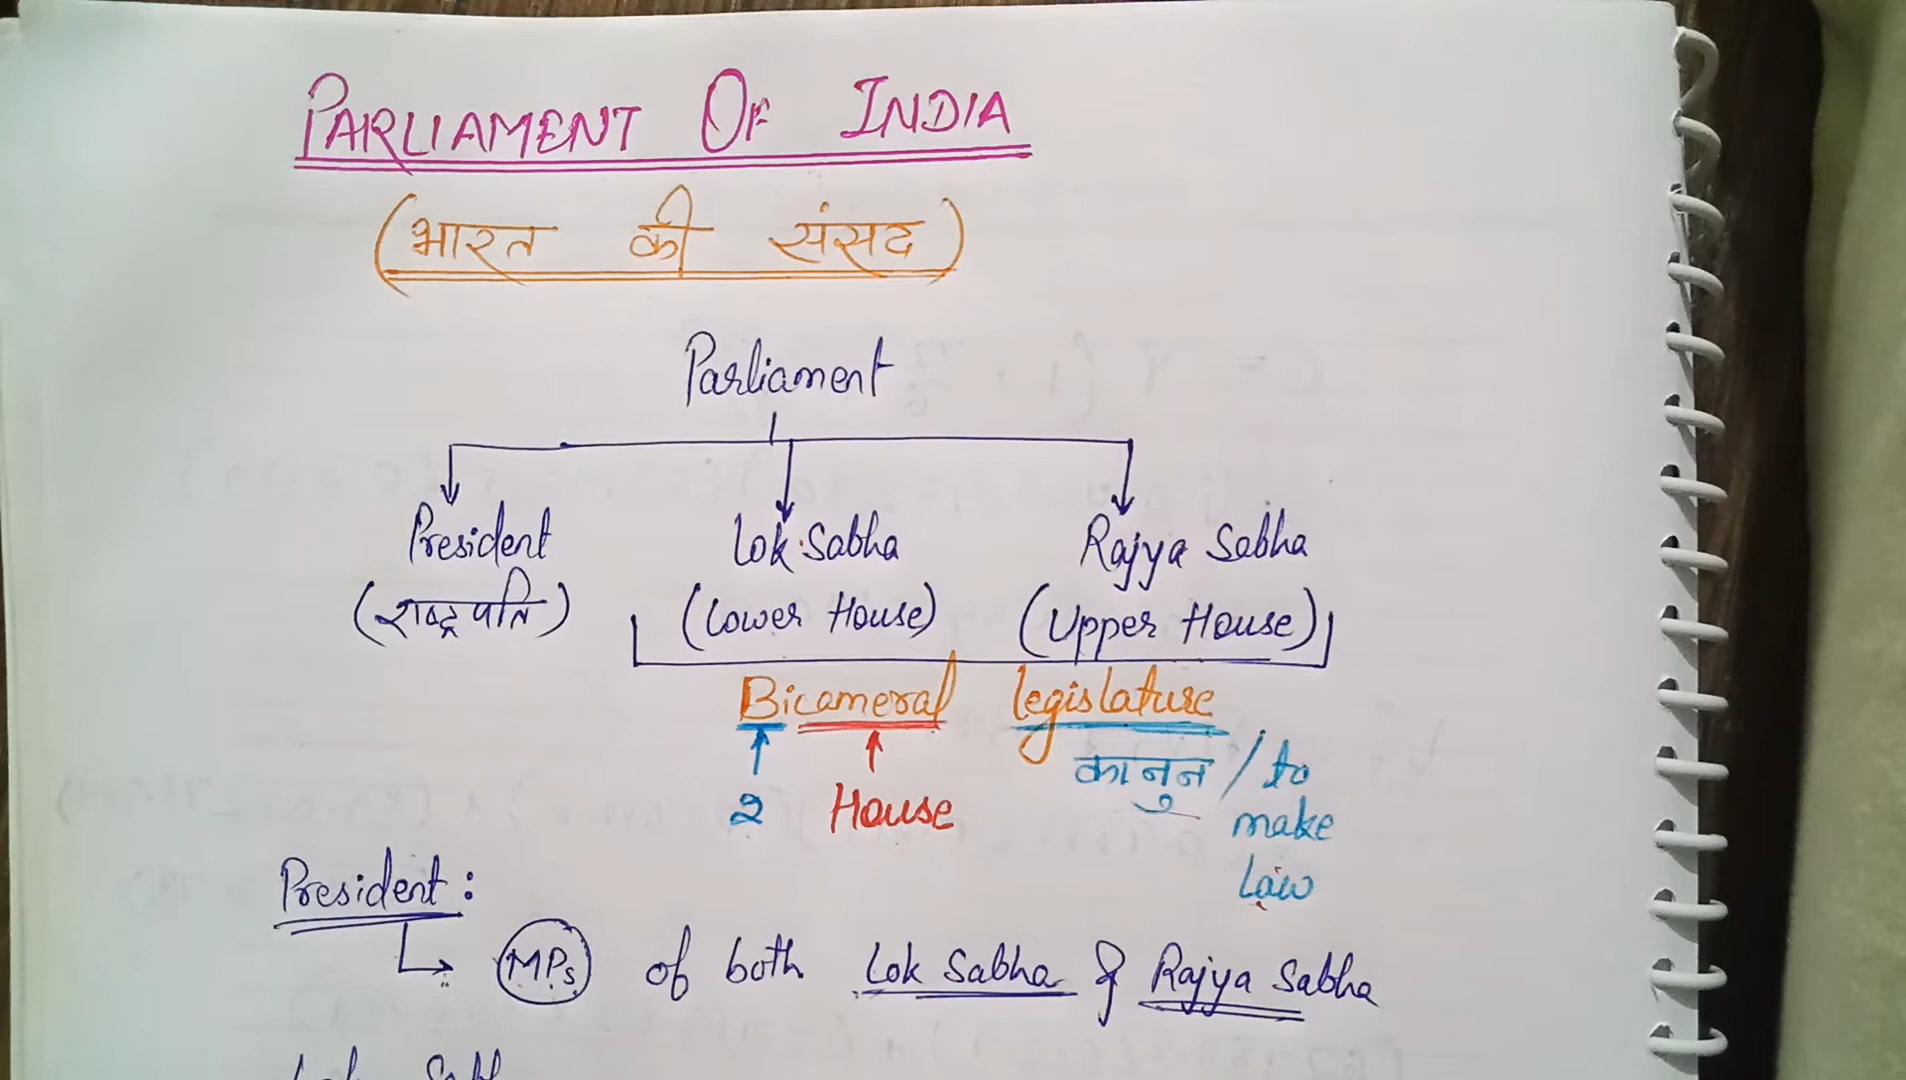 PARLIAMENT OF INDIA
(भारत की संसद)
Parliament
President Lok Sabha Rajya Sabha
(राष्ट्रपति) (Lower House) (Upper House)
Bicameral legislature
कानुन / to
2 House make
law
President :
MPs of both Lok Sabha & Rajya Sabha